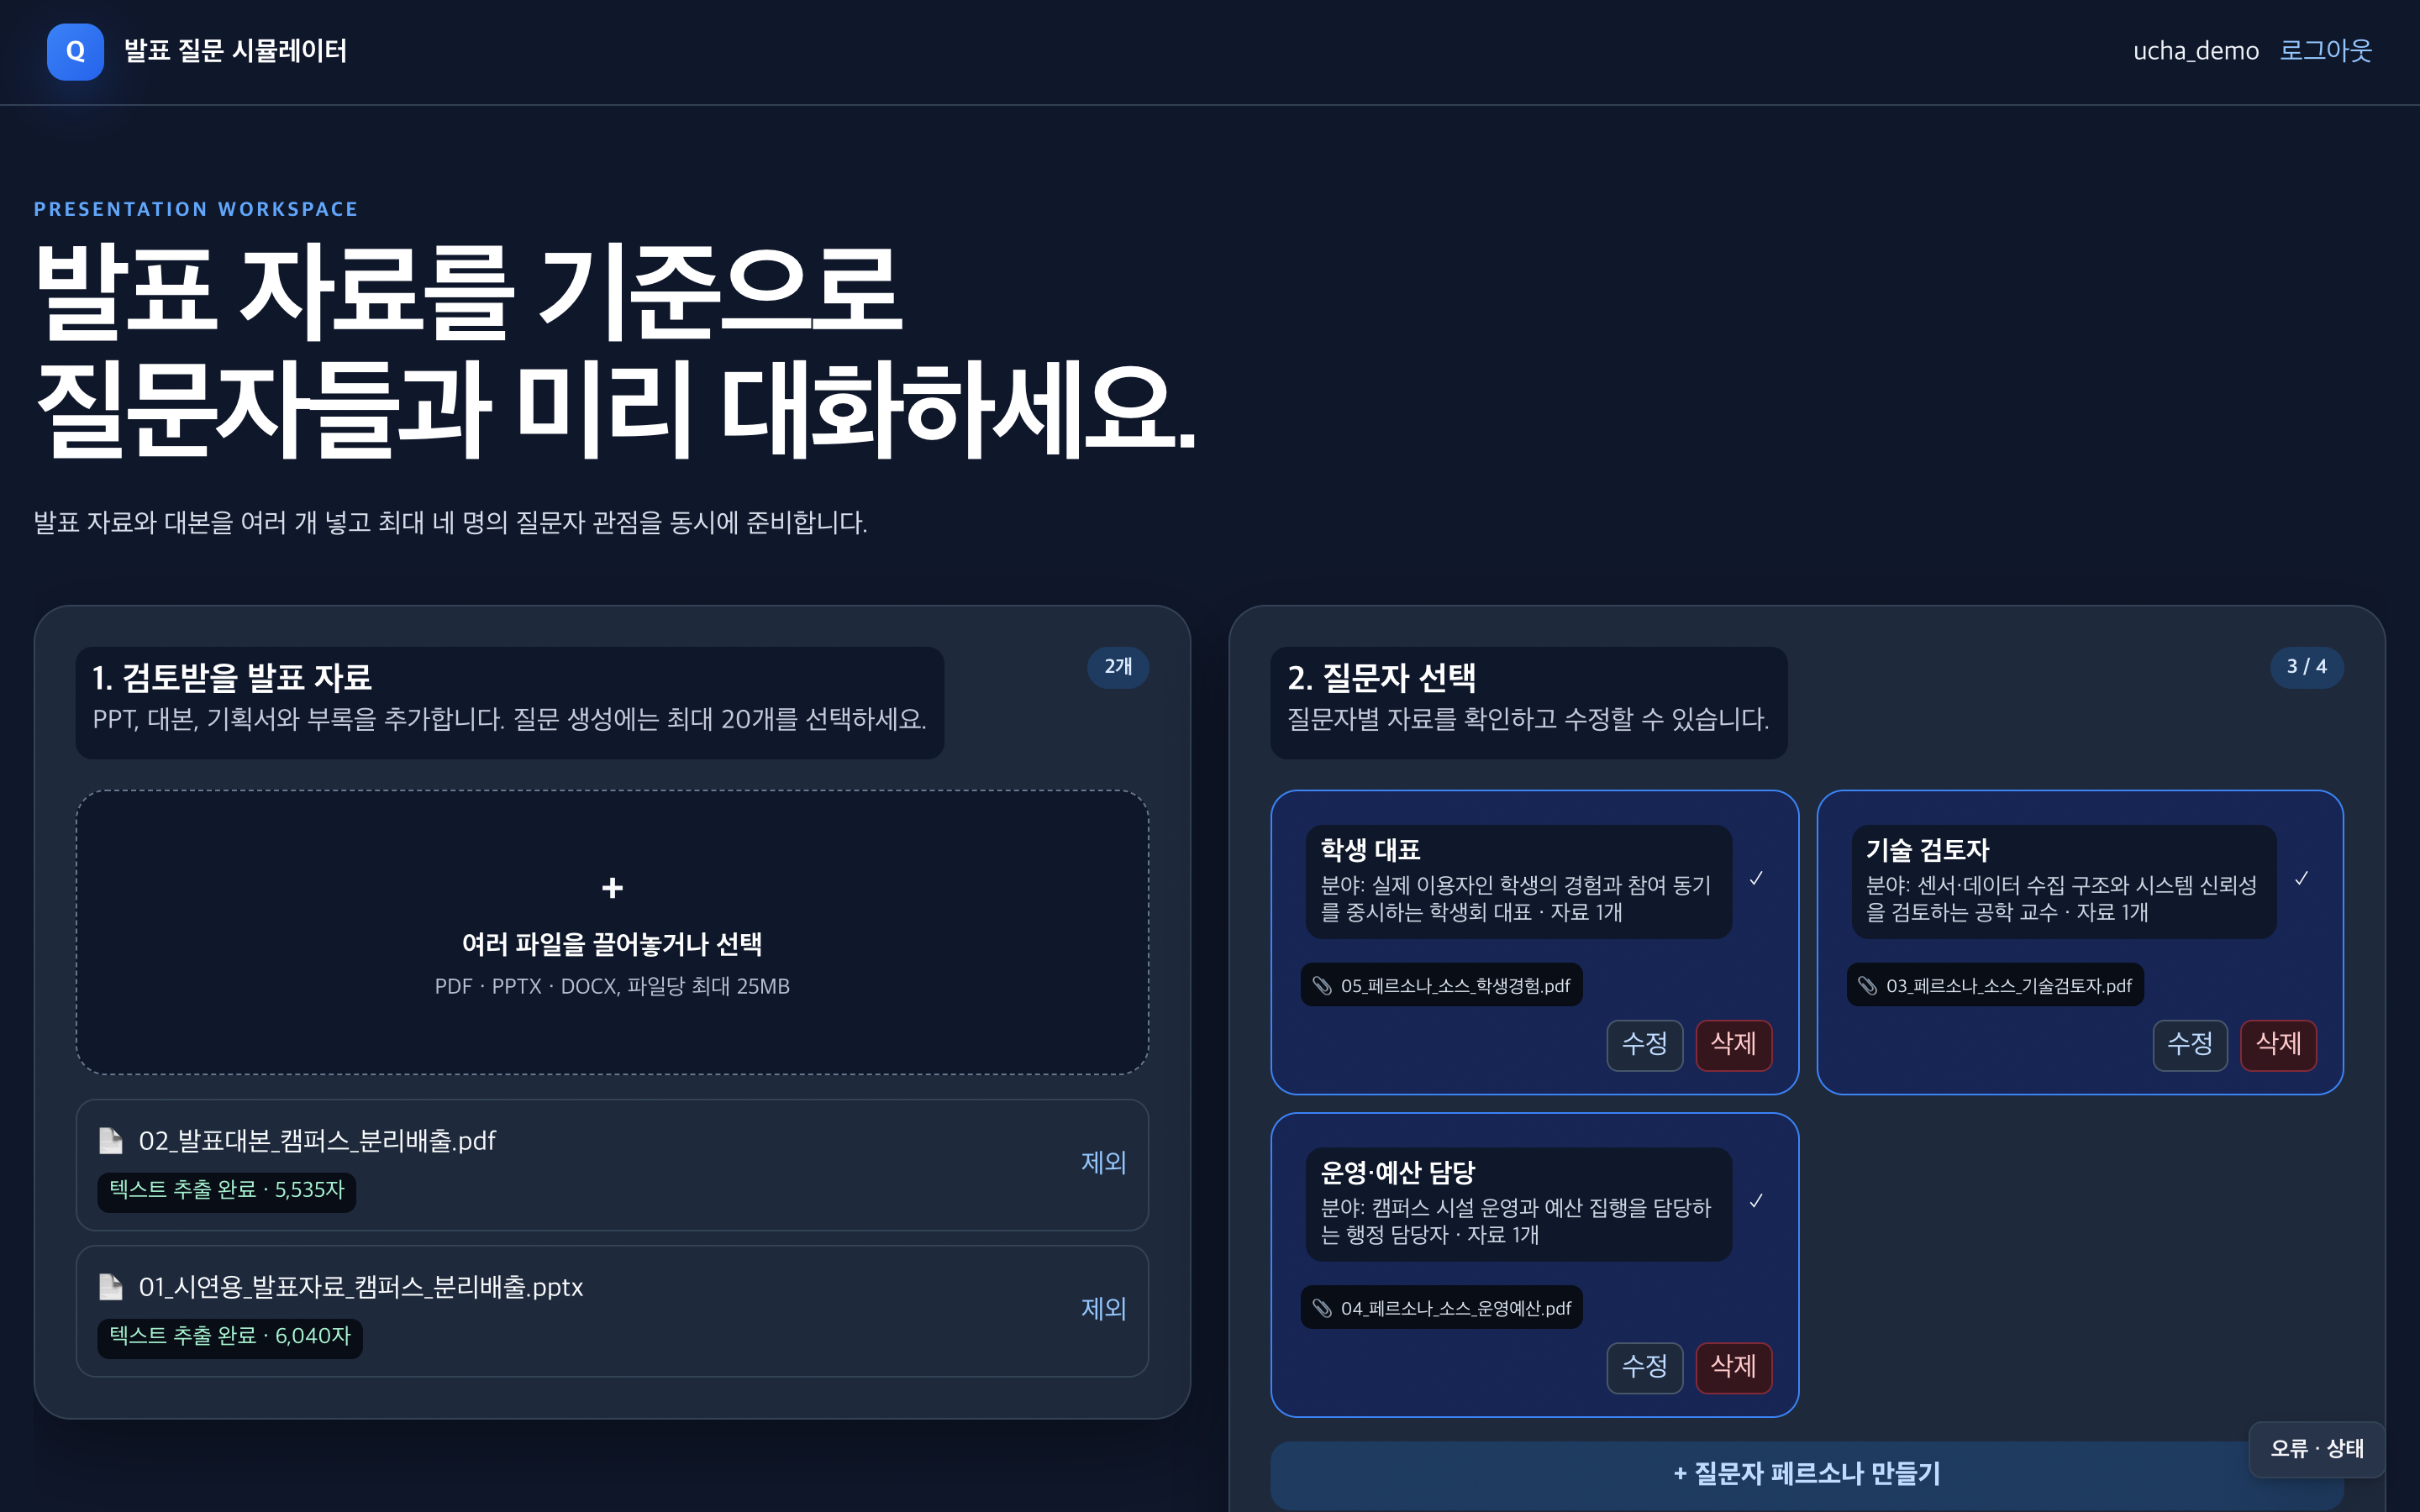 Q
발표 질문 시뮬레이터
ucha_demo 로그아웃
PRESENTATION WORKSPACE
발표 자료를 기준으로
질문자들과 미리 대화하세요.
발표 자료와 대본을 여러 개 넣고 최대 네 명의 질문자 관점을 동시에 준비합니다.
1. 검토받을 발표 자료
PPT, 대본, 기획서와 부록을 추가합니다. 질문 생성에는 최대 20개를 선택하세요.
2개
+
여러 파일을 끌어놓거나 선택
PDF · PPTX · DOCX, 파일당 최대 25MB
02_발표대본_캠퍼스_분리배출.pdf
텍스트 추출 완료 · 5,535자
제외
01_시연용_발표자료_캠퍼스_분리배출.pptx
텍스트 추출 완료 · 6,040자
제외
2. 질문자 선택
질문자별 자료를 확인하고 수정할 수 있습니다.
3 / 4
학생 대표
분야: 실제 이용자인 학생의 경험과 참여 동기
를 중시하는 학생회 대표 · 자료 1개
✓
05_페르소나_소스_학생경험.pdf
수정 삭제
기술 검토자
분야: 센서·데이터 수집 구조와 시스템 신뢰성
을 검토하는 공학 교수 · 자료 1개
✓
03_페르소나_소스_기술검토자.pdf
수정 삭제
운영·예산 담당
분야: 캠퍼스 시설 운영과 예산 집행을 담당하
는 행정 담당자 · 자료 1개
✓
04_페르소나_소스_운영예산.pdf
수정 삭제
+ 질문자 페르소나 만들기
오류 · 상태